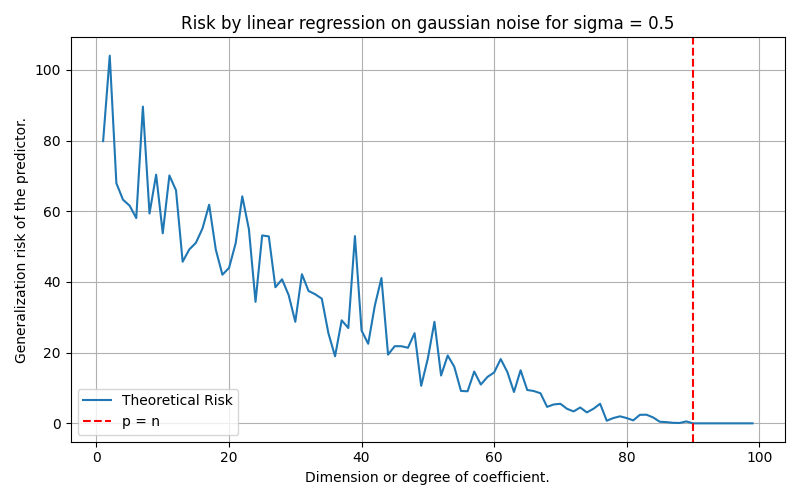 Risk by linear regression on gaussian noise for sigma = 0.5
Generalization risk of the predictor.
100
80
60
40
20
0
Theoretical Risk
p = n
0 20 40 60 80 100
Dimension or degree of coefficient.